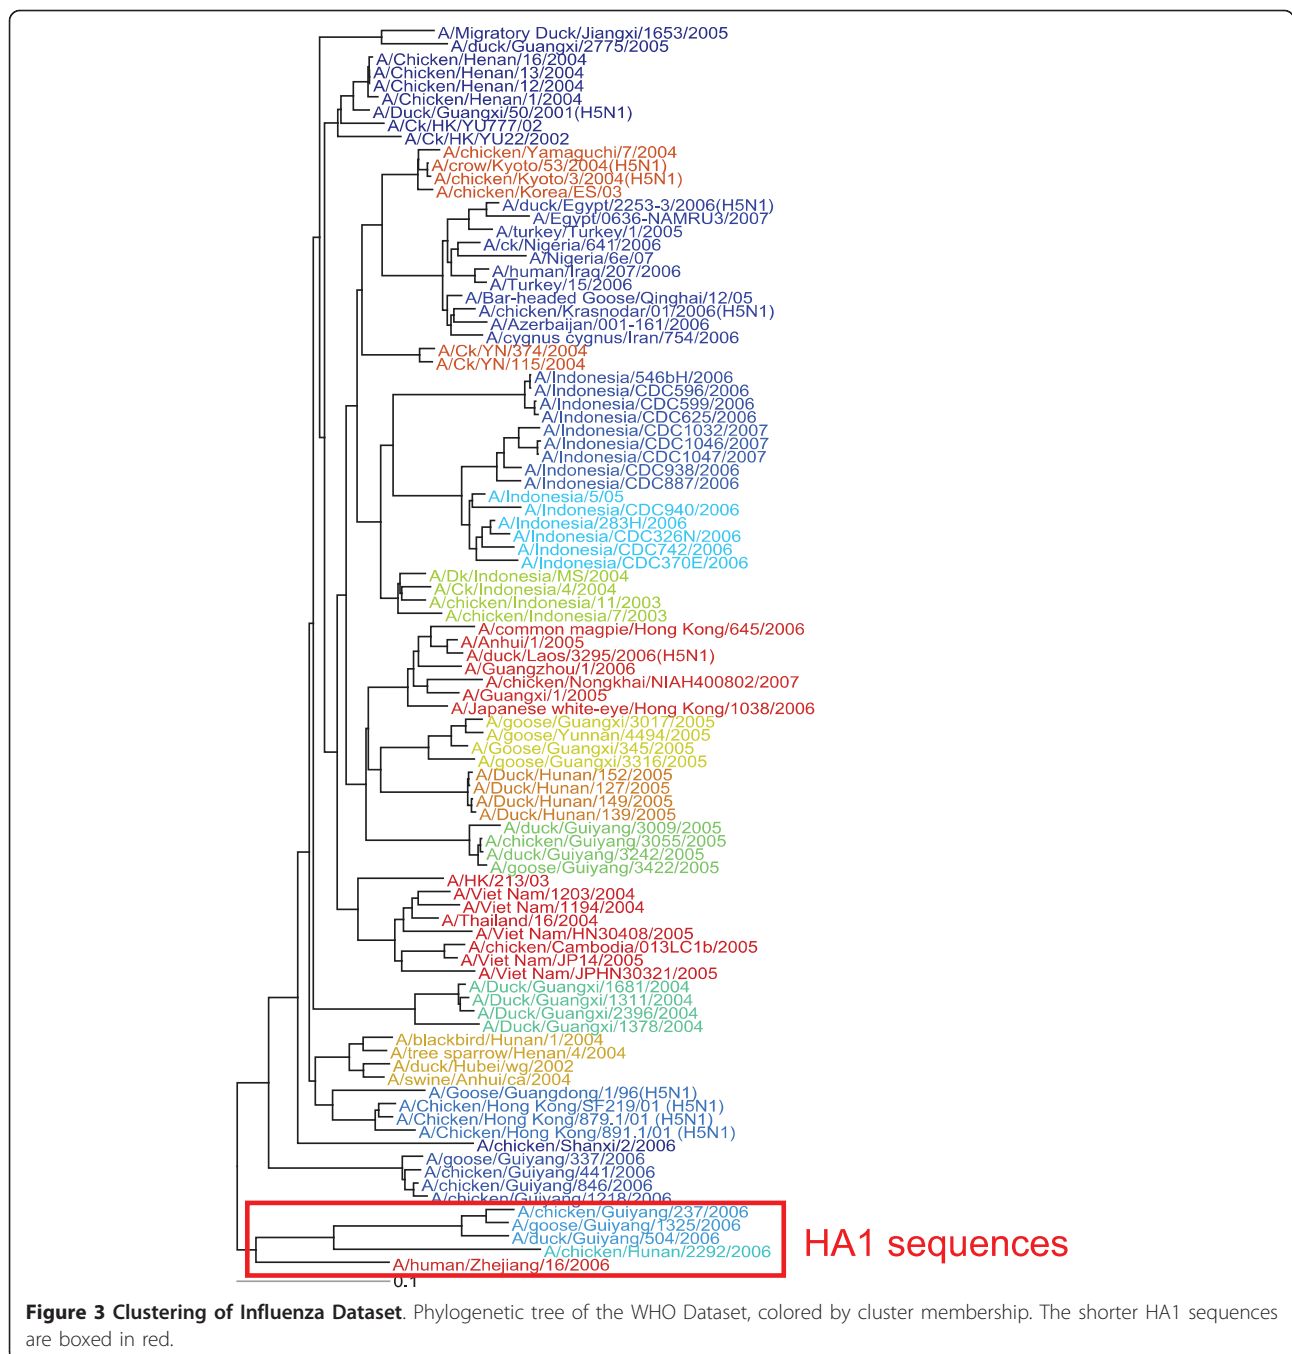 A/Migratory Duck/Jiangxi/1653/2005
A/duck/Guangxi/2775/2005
A/Chicken/Henan/16/2004
A/Chicken/Henan/13/2004
A/Chicken/Henan/12/2004
A/Chicken/Henan/1/2004
A/Duck/Guangxi/50/2001(H5N1)
A/Ck/HK/YU777/02
A/Ck/HK/YU22/2002
A/chicken/Yamaguchi/7/2004
A/crow/Kyoto/53/2004(H5N1)
A/chicken/Kyoto/3/2004(H5N1)
A/chicken/Korea/ES/03
A/duck/Egypt/2253-3/2006(H5N1)
A/Egypt/0636-NAMRU3/2007
A/turkey/Turkey/1/2005
A/ck/Nigeria/641/2006
A/Nigeria/6e/07
A/human/Iraq/207/2006
A/Turkey/15/2006
A/Bar-headed Goose/Qinghai/12/05
A/chicken/Krasnodar/01/2006(H5N1)
A/Azerbaijan/001-161/2006
A/cygnus cygnus/Iran/754/2006
A/Ck/YN/374/2004
A/Ck/YN/115/2004
A/Indonesia/546bH/2006
A/Indonesia/CDC596/2006
A/Indonesia/CDC599/2006
A/Indonesia/CDC625/2006
A/Indonesia/CDC1032/2007
A/Indonesia/CDC1046/2007
A/Indonesia/CDC1047/2007
A/Indonesia/CDC938/2006
A/Indonesia/CDC887/2006
A/Indonesia/5/05
A/Indonesia/CDC940/2006
A/Indonesia/283H/2006
A/Indonesia/CDC326N/2006
A/Indonesia/CDC742/2006
A/Indonesia/CDC370E/2006
A/Dk/Indonesia/MS/2004
A/Ck/Indonesia/4/2004
A/chicken/Indonesia/11/2003
A/chicken/Indonesia/7/2003
A/common magpie/Hong Kong/645/2006
A/Anhui/1/2005
A/duck/Laos/3295/2006(H5N1)
A/Guangzhou/1/2006
A/chicken/Nongkhai/NIAH400802/2007
A/Guangxi/1/2005
A/Japanese white-eye/Hong Kong/1038/2006
A/goose/Guangxi/3017/2005
A/goose/Yunnan/4494/2005
A/Goose/Guangxi/345/2005
A/goose/Guangxi/3316/2005
A/Duck/Hunan/152/2005
A/Duck/Hunan/127/2005
A/Duck/Hunan/149/2005
A/Duck/Hunan/139/2005
A/duck/Guiyang/3009/2005
A/chicken/Guiyang/3055/2005
A/duck/Guiyang/3242/2005
A/goose/Guiyang/3422/2005
A/HK/213/03
A/Viet Nam/1203/2004
A/Viet Nam/1194/2004
A/Thailand/16/2004
A/Viet Nam/HN30408/2005
A/chicken/Cambodia/013LC1b/2005
A/Viet Nam/JP14/2005
A/Viet Nam/JPHN30321/2005
A/Duck/Guangxi/1681/2004
A/Duck/Guangxi/1311/2004
A/Duck/Guangxi/2396/2004
A/Duck/Guangxi/1378/2004
A/blackbird/Hunan/1/2004
A/tree sparrow/Henan/4/2004
A/duck/Hubei/wg/2002
A/swine/Anhui/ca/2004
A/Goose/Guangdong/1/96(H5N1)
A/Chicken/Hong Kong/SF219/01 (H5N1)
A/Chicken/Hong Kong/879.1/01 (H5N1)
A/Chicken/Hong Kong/891.1/01 (H5N1)
A/chicken/Shanxi/2/2006
A/goose/Guiyang/337/2006
A/chicken/Guiyang/441/2006
A/chicken/Guiyang/846/2006
A/chicken/Guiyang/1218/2006
A/chicken/Guiyang/237/2006
A/goose/Guiyang/1325/2006
A/duck/Guiyang/504/2006
A/chicken/Hunan/2292/2006
A/human/Zhejiang/16/2006
HA1 sequences
0.1
Figure 3 Clustering of Influenza Dataset. Phylogenetic tree of the WHO Dataset, colored by cluster membership. The shorter HA1 sequences
are boxed in red.